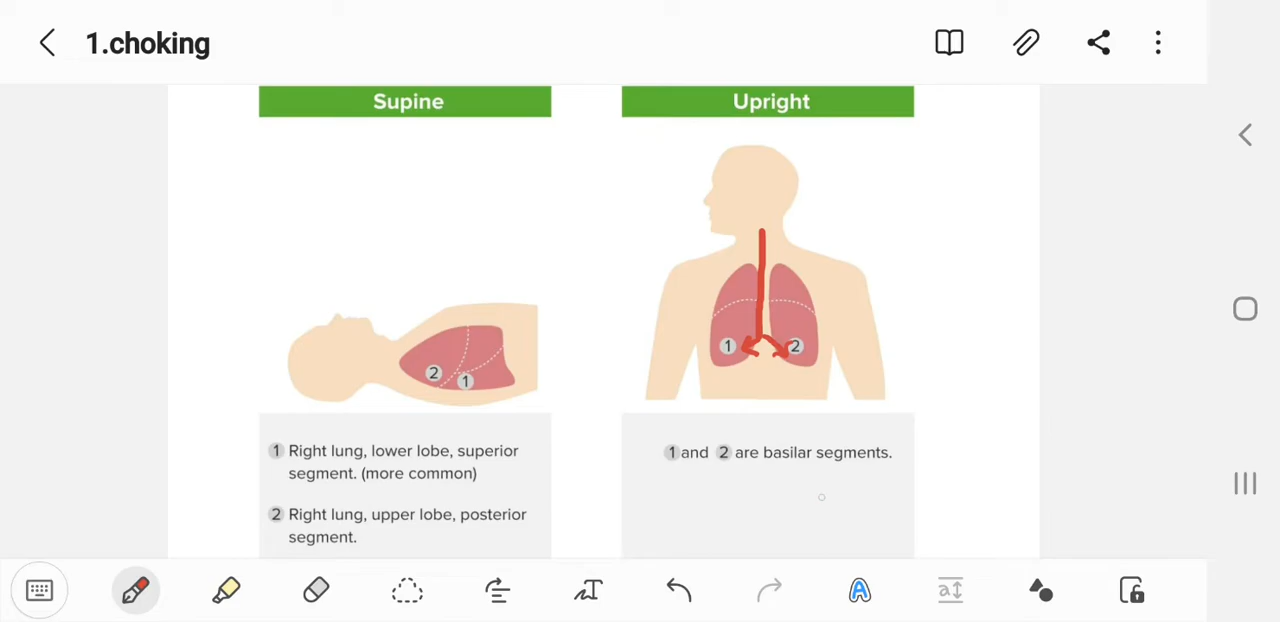 1.choking
Supine
Upright
1
2
2
1
1 Right lung, lower lobe, superior
segment. (more common)
2 Right lung, upper lobe, posterior
segment.
1 and 2 are basilar segments.
T
A
a